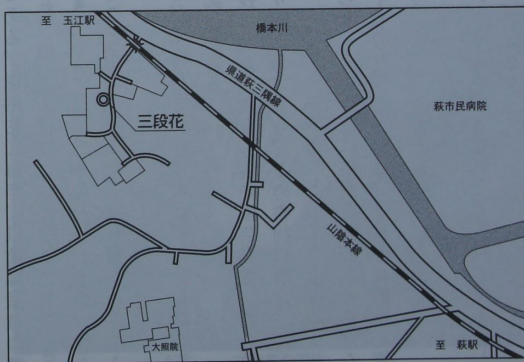 至 玉江駅
橋本川
県道萩三隅線
萩市民病院
三段花
山陰本線
大照院
至 萩駅